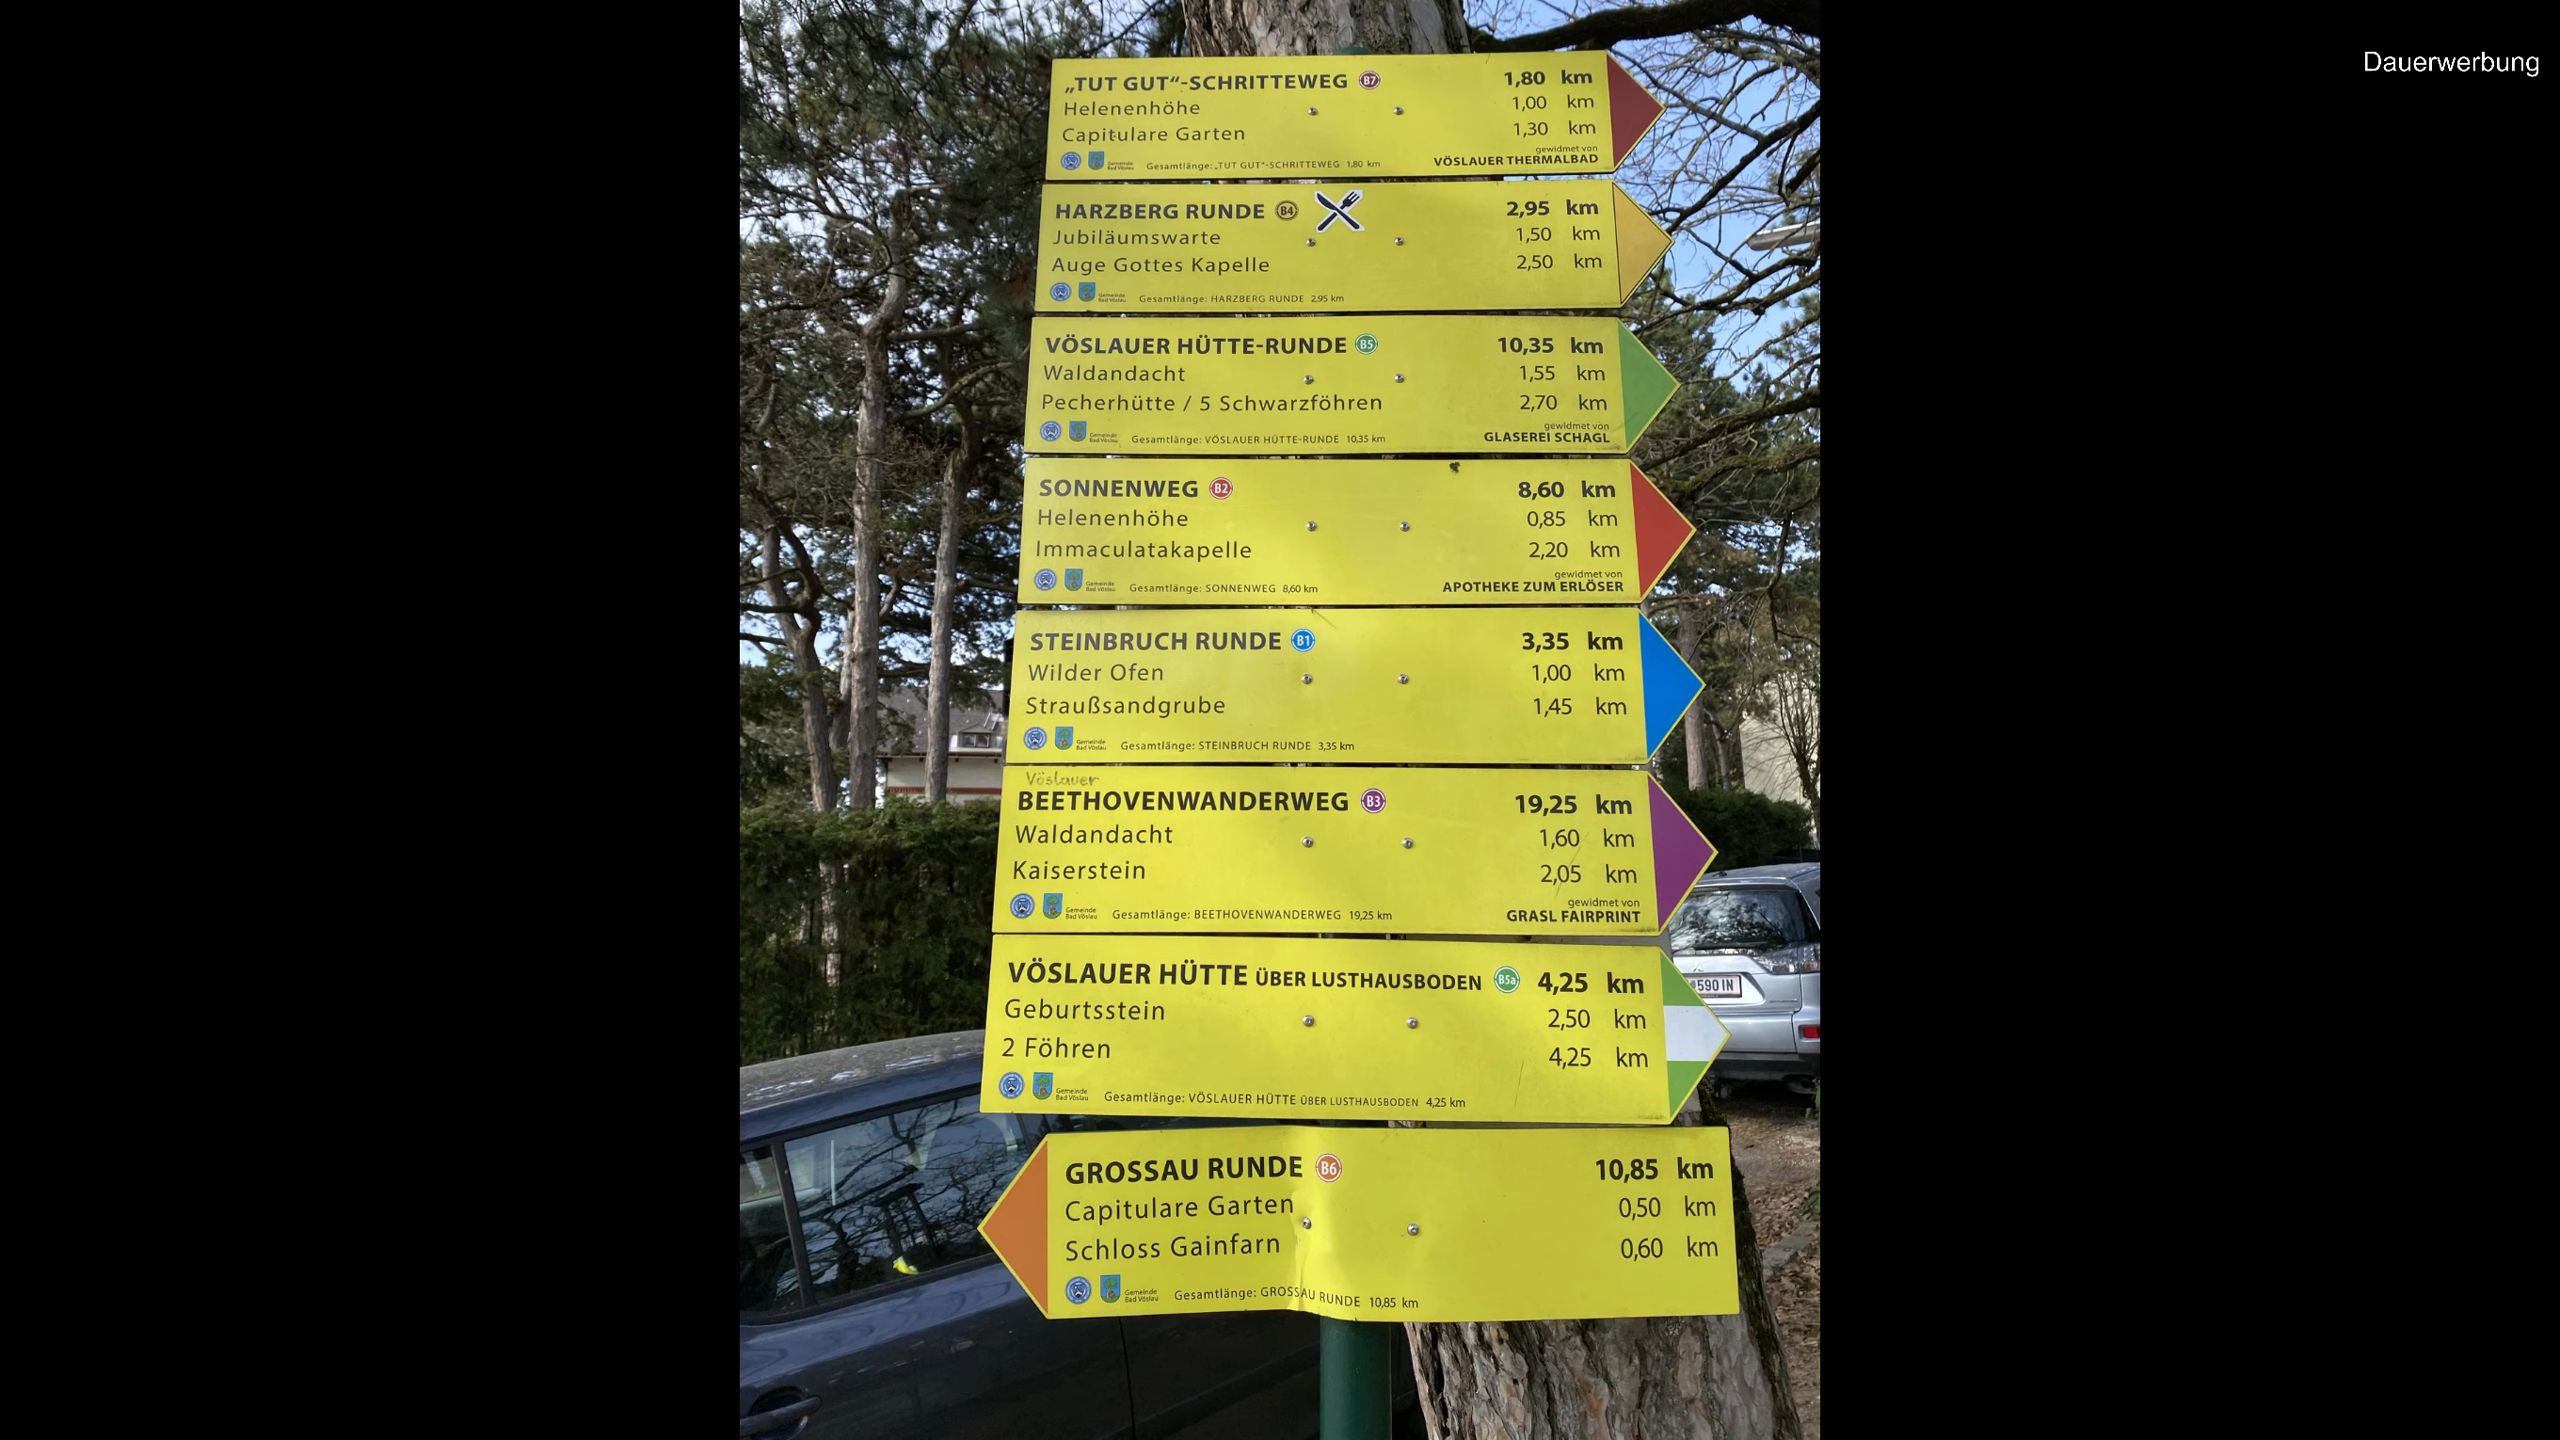 Dauerwerbung
„TUT GUT“-SCHRITTEWEG B7 1,80 km
Helenenhöhe 1,00 km
Capitulare Garten 1,30 km
gewidmet von
Gemeinde
Bad Vöslau
Gesamtlänge: „TUT GUT“-SCHRITTEWEG 1,80 km VÖSLAUER THERMALBAD
HARZBERG RUNDE B4 2,95 km
Jubiläumswarte 1,50 km
Auge Gottes Kapelle 2,50 km
Gemeinde
Bad Vöslau
Gesamtlänge: HARZBERG RUNDE 2,95 km
VÖSLAUER HÜTTE-RUNDE B5 10,35 km
Waldandacht 1,55 km
Pecherhütte / 5 Schwarzföhren 2,70 km
gewidmet von
Gemeinde
Bad Vöslau
Gesamtlänge: VÖSLAUER HÜTTE-RUNDE 10,35 km GLASEREI SCHAGL
SONNENWEG B2 8,60 km
Helenenhöhe 0,85 km
Immaculatakapelle 2,20 km
gewidmet von
Gemeinde
Bad Vöslau
Gesamtlänge: SONNENWEG 8,60 km APOTHEKE ZUM ERLÖSER
STEINBRUCH RUNDE B1 3,35 km
Wilder Ofen 1,00 km
Straußsandgrube 1,45 km
Gemeinde
Bad Vöslau
Gesamtlänge: STEINBRUCH RUNDE 3,35 km
Vöslauer
BEETHOVENWANDERWEG B3 19,25 km
Waldandacht 1,60 km
Kaiserstein 2,05 km
gewidmet von
Gemeinde
Bad Vöslau
Gesamtlänge: BEETHOVENWANDERWEG 19,25 km GRASL FAIRPRINT
VÖSLAUER HÜTTE ÜBER LUSTHAUSBODEN B5a 4,25 km
Geburtsstein 2,50 km
2 Föhren 4,25 km
Gemeinde
Bad Vöslau
Gesamtlänge: VÖSLAUER HÜTTE ÜBER LUSTHAUSBODEN 4,25 km
590 IN
GROSSAU RUNDE B6 10,85 km
Capitulare Garten 0,50 km
Schloss Gainfarn 0,60 km
Gemeinde
Bad Vöslau
Gesamtlänge: GROSSAU RUNDE 10,85 km